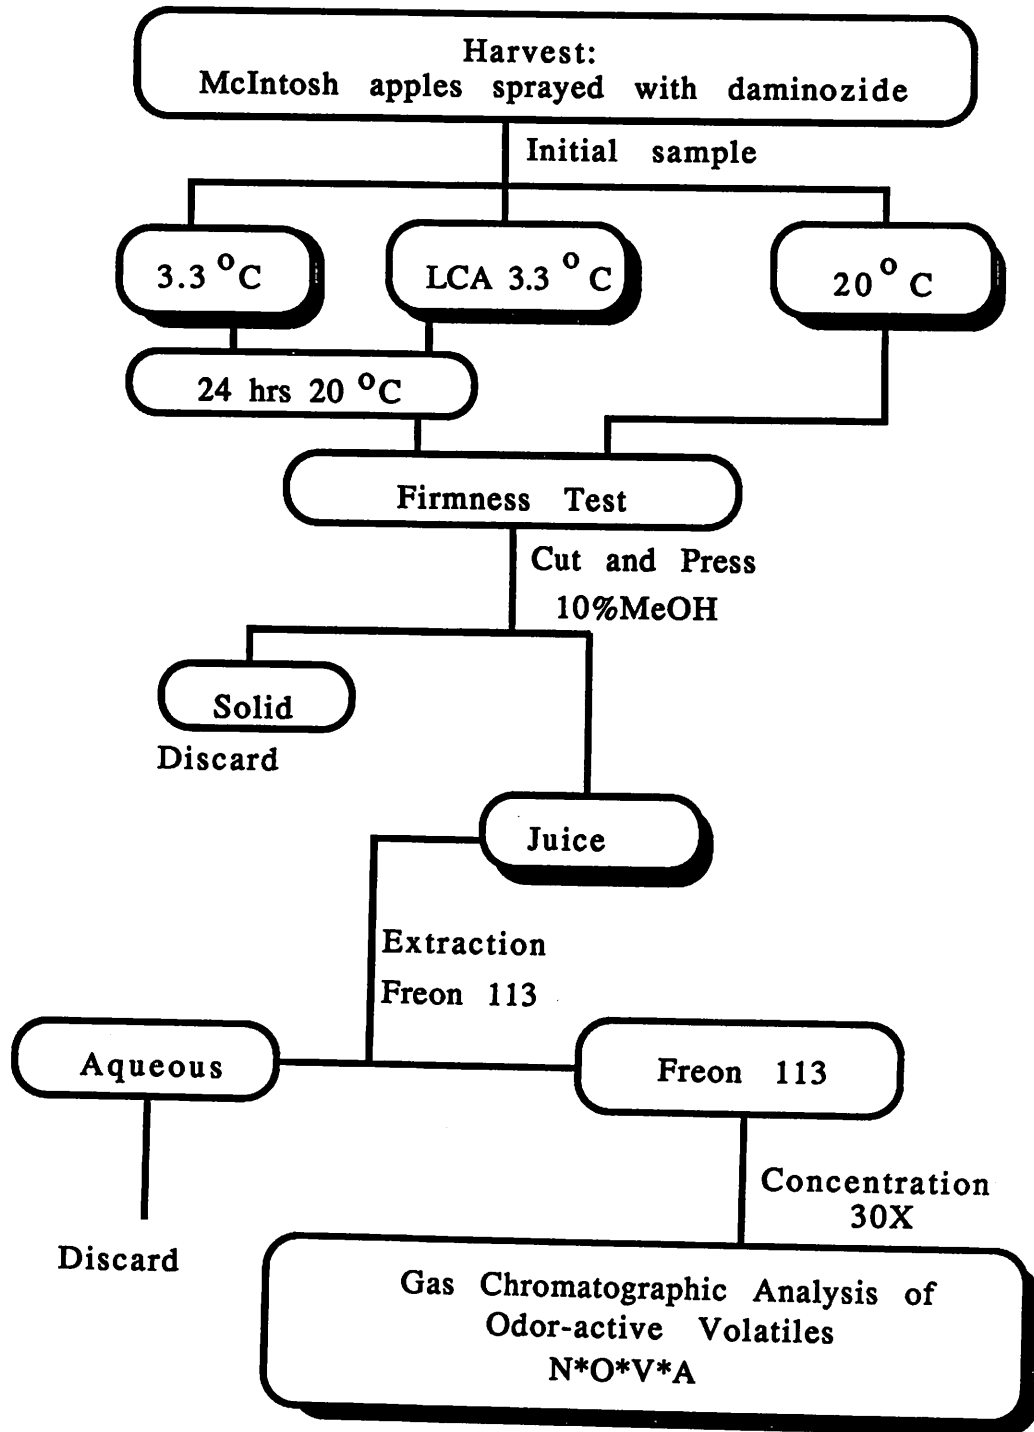 Harvest:
McIntosh apples sprayed with daminozide
Initial sample
3.3 °C
LCA 3.3 °C
20° C
24 hrs 20 °C
Firmness Test
Cut and Press
10%MeOH
Solid
Discard
Juice
Extraction
Freon 113
Aqueous
Freon 113
Concentration
30X
Discard
Gas Chromatographic Analysis of
Odor-active Volatiles
N*O*V*A